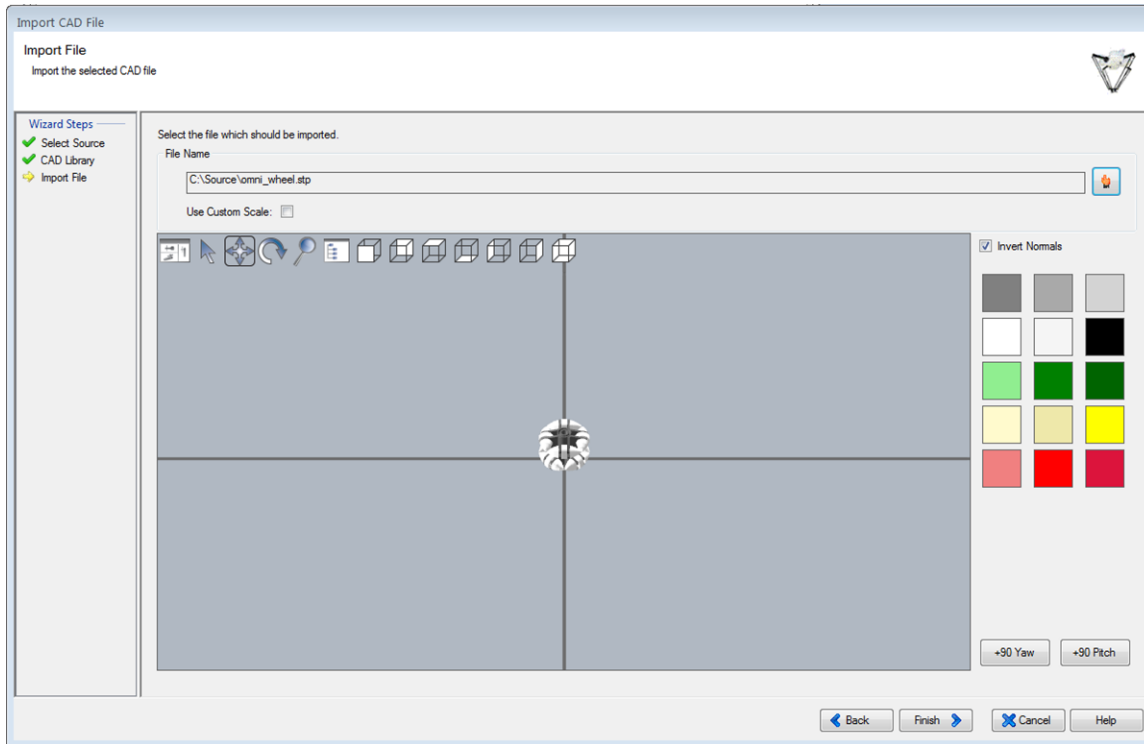 Import CAD File
Import File
Import the selected CAD file
Wizard Steps
Select Source
CAD Library
Import File
Select the file which should be imported.
File Name
C:\Source\omni_wheel.stp
Use Custom Scale:
Invert Normals
+90 Yaw
+90 Pitch
Back
Finish
Cancel
Help